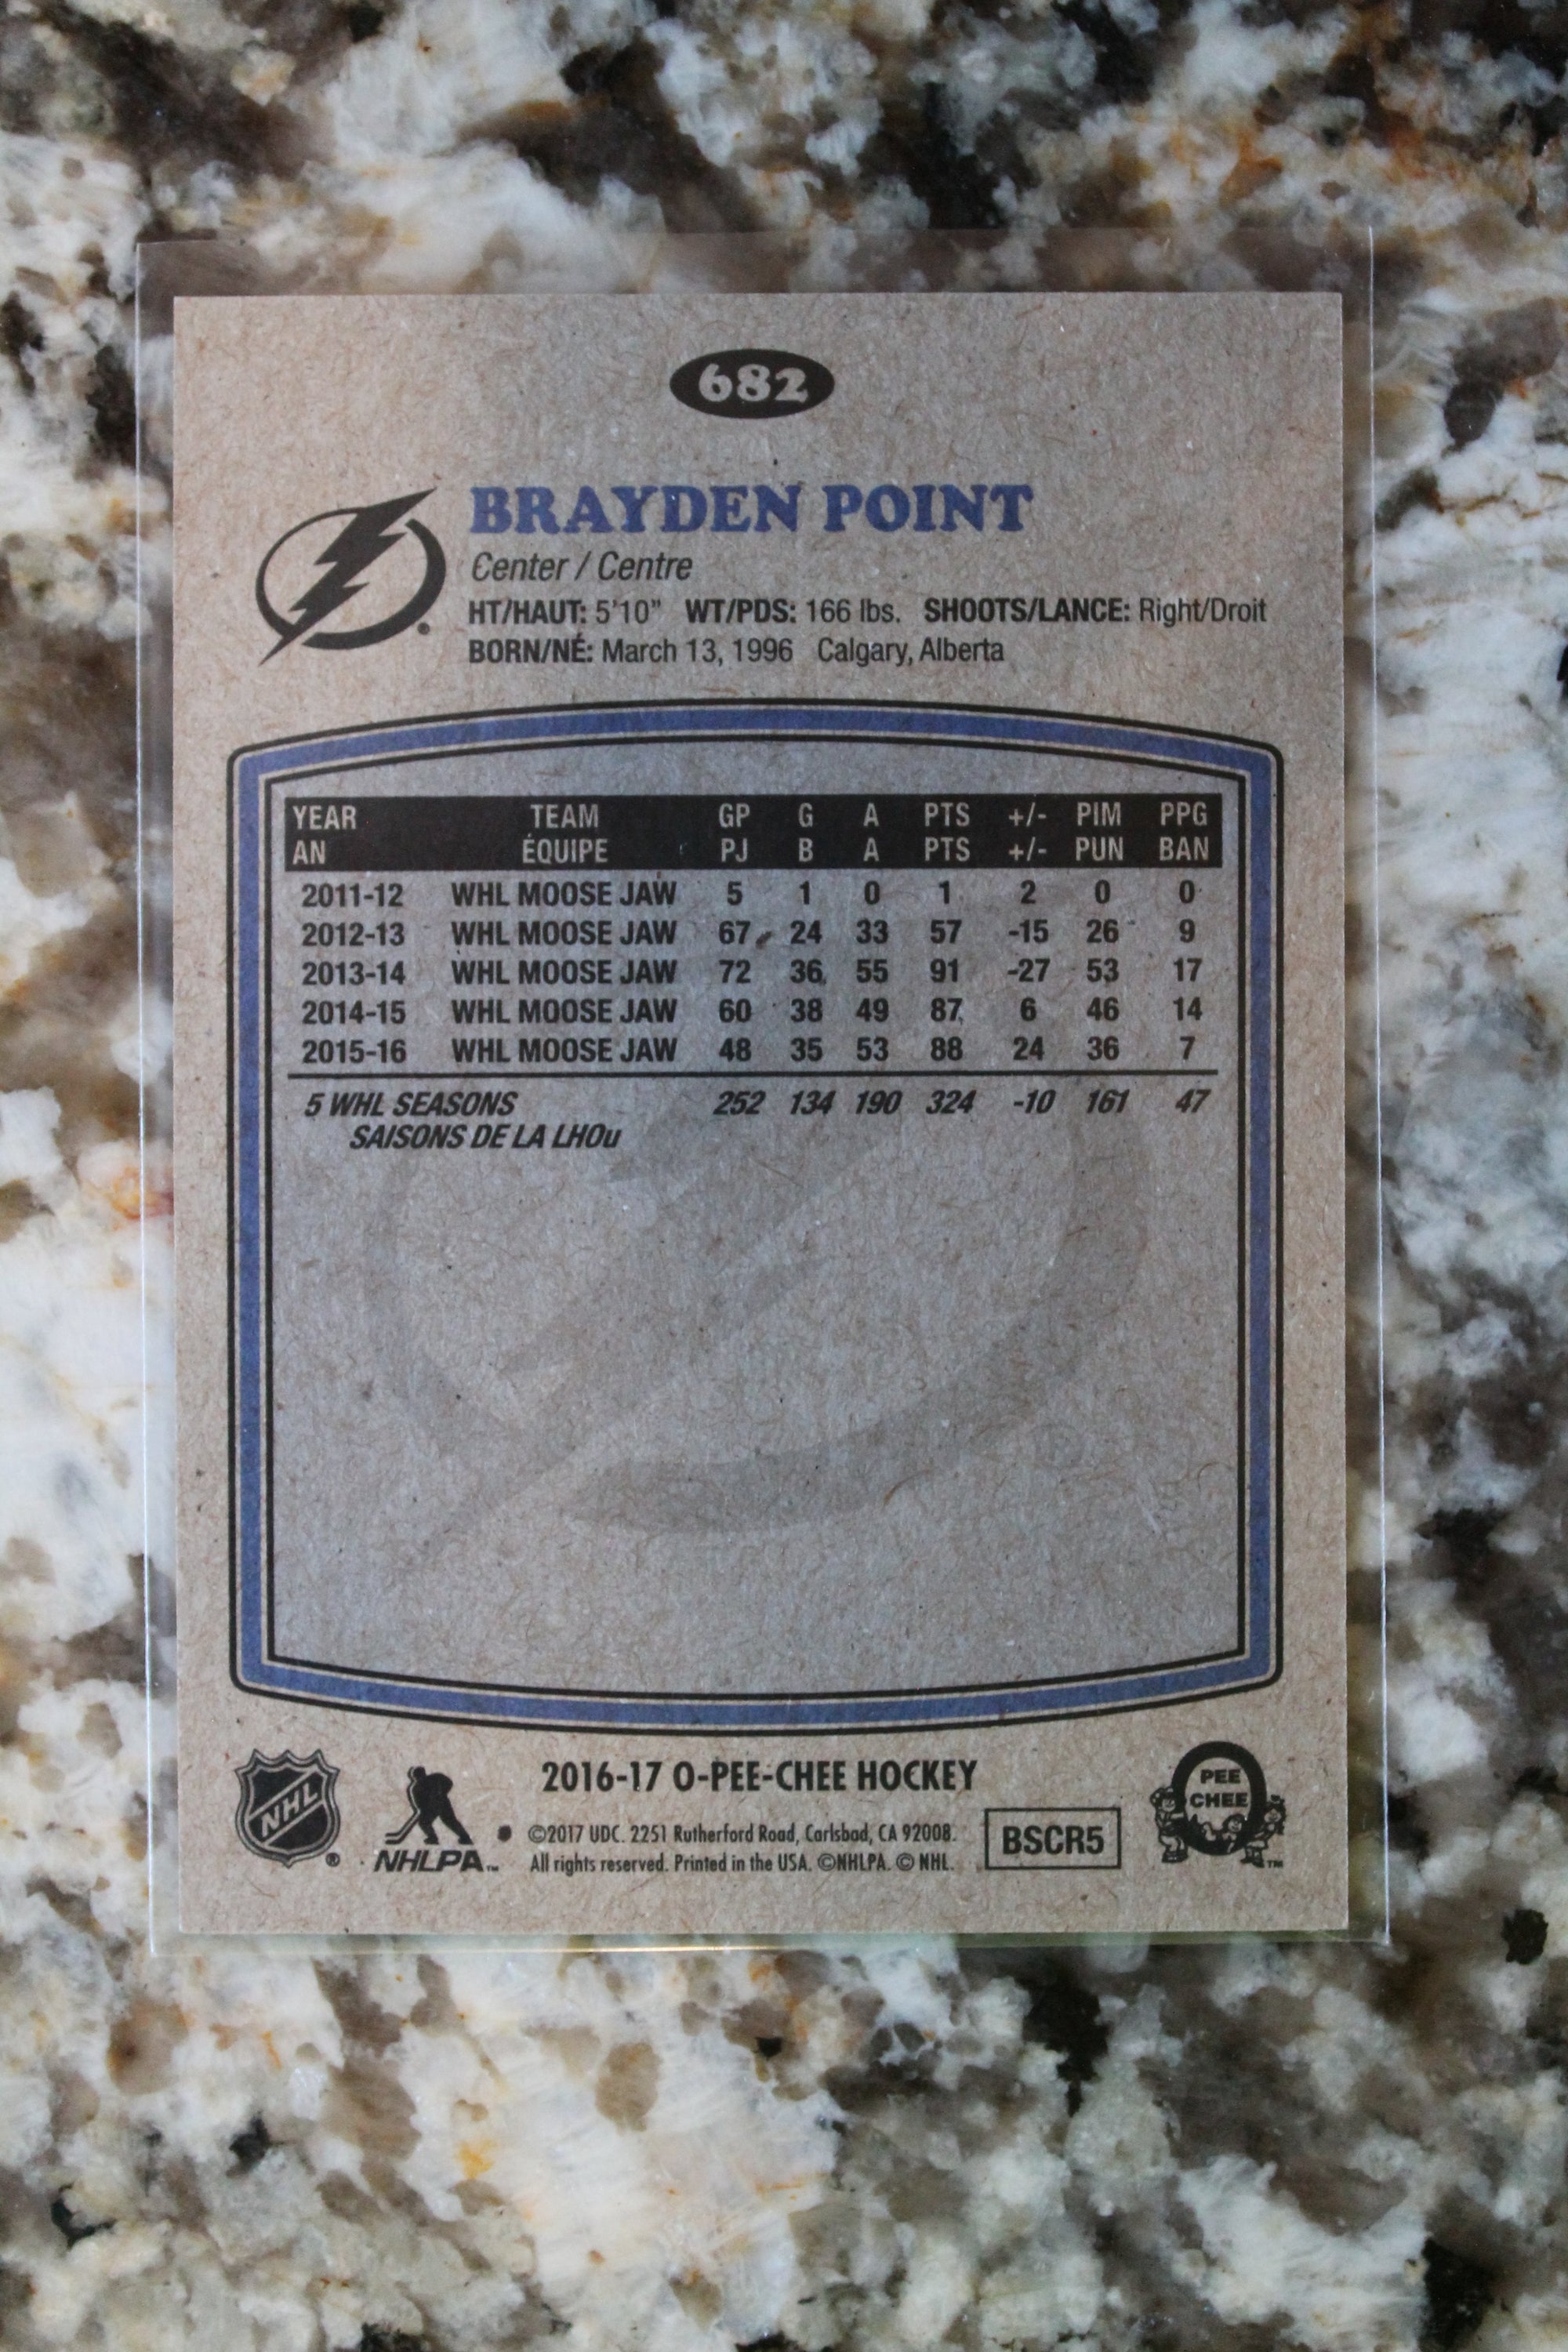 682
BRAYDEN POINT
Center / Centre
HT/HAUT: 5'10" WT/PDS: 166 lbs. SHOOTS/LANCE: Right/Droit
BORN/NÉ: March 13, 1996 Calgary, Alberta
YEAR TEAM GP G A PTS +/- PIM PPG
AN ÉQUIPE PJ B A PTS +/- PUN BAN
2011-12 WHL MOOSE JAW 5 1 0 1 2 0 0
2012-13 WHL MOOSE JAW 67 24 33 57 -15 26 9
2013-14 WHL MOOSE JAW 72 36 55 91 -27 53 17
2014-15 WHL MOOSE JAW 60 38 49 87 6 46 14
2015-16 WHL MOOSE JAW 48 35 53 88 24 36 7
5 WHL SEASONS 252 134 190 324 -10 161 47
SAISONS DE LA LHOu
2016-17 O-PEE-CHEE HOCKEY
©2017 UDC. 2251 Rutherford Road, Carlsbad, CA 92008.
All rights reserved. Printed in the USA. ©NHLPA. © NHL.
NHL ®
NHLPA™
BSCR5
O PEE
CHEE ™